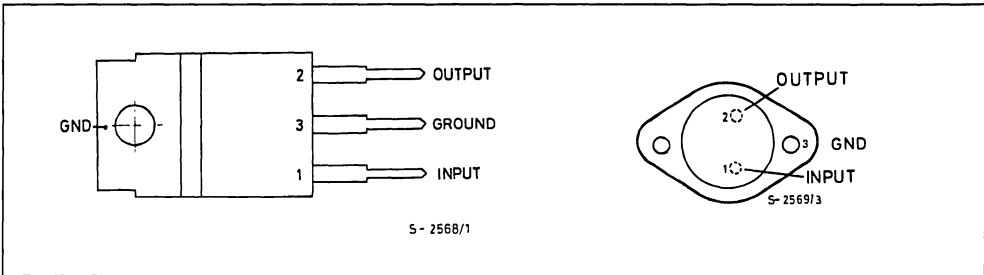 2 OUTPUT
GND
3 GROUND
1 INPUT
S-2568/1
OUTPUT
2
3 GND
1
INPUT
S-2569/3